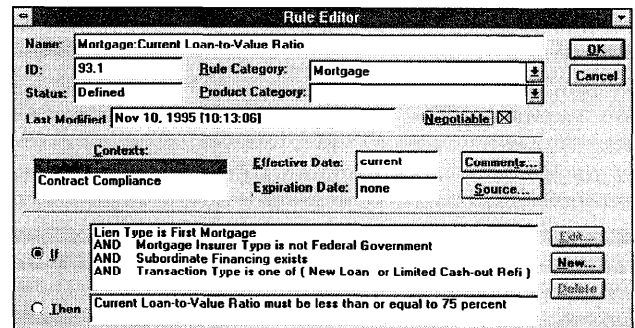 Rule Editor
Name: Mortgage:Current Loan-to-Value Ratio
OK
ID: 93.1 Rule Category: Mortgage
Cancel
Status: Defined Product Category:
Last Modified Nov 10, 1995 [10:13:06] Negotiable
Contexts:
Effective Date: current Comments...
Contract Compliance
Expiration Date: none Source...
Lien Type is First Mortgage
AND Mortgage Insurer Type is not Federal Government
AND Subordinate Financing exists
AND Transaction Type is one of ( New Loan or Limited Cash-out Refi )
If
Edit...
New...
Delete
Then Current Loan-to-Value Ratio must be less than or equal to 75 percent